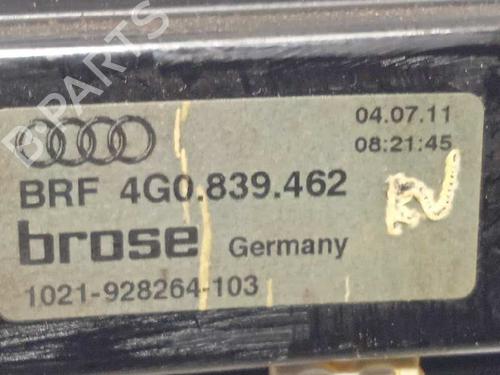 B-PARTS
04.07.11
08:21:45
BRF 4G0.839.462
brose Germany
1021-928264-103